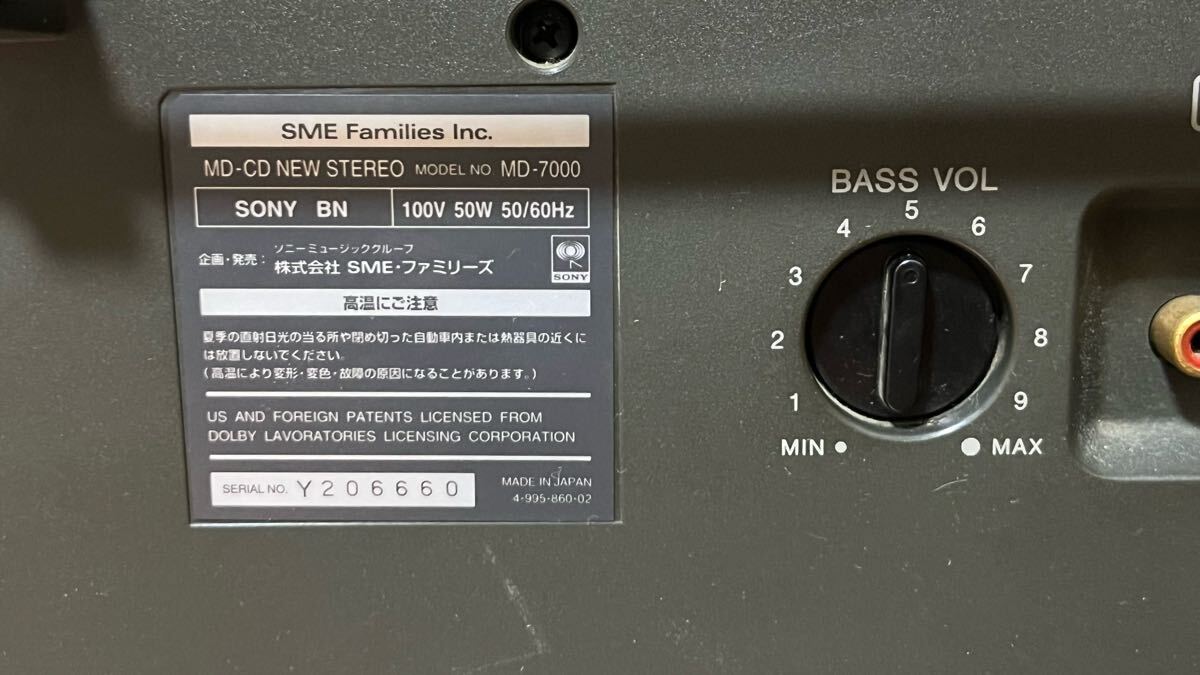 SME Families Inc.
MD-CD NEW STEREO MODEL NO. MD-7000
SONY BN 100V 50W 50/60Hz
ソニーミュージックグループ
企画・発売: 株式会社 SME・ファミリーズ
SONY
高温にご注意
夏季の直射日光の当る所や閉め切った自動車内または熱器具の近くに
は放置しないでください。
(高温により変形・変色・故障の原因になることがあります。)
US AND FOREIGN PATENTS LICENSED FROM
DOLBY LAVORATORIES LICENSING CORPORATION
SERIAL NO. Y206660
MADE IN JAPAN
4-995-860-02
BASS VOL
1 2 3 4 5 6 7 8 9
MIN MAX